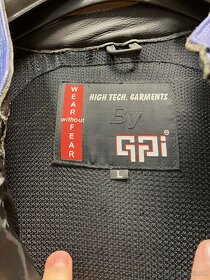 WEAR
without
FEAR
HIGH TECH. GARMENTS
By
GPI
L